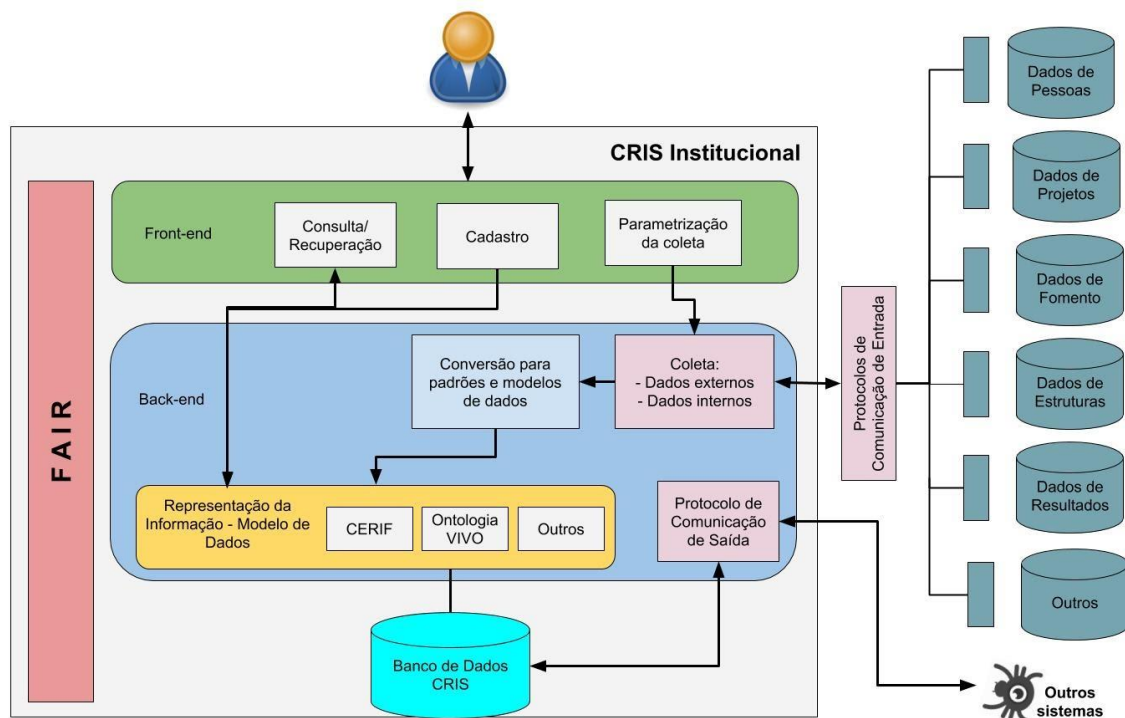 CRIS Institucional
FAIR
Front-end
Consulta/
Recuperação
Cadastro
Parametrização
da coleta
Back-end
Conversão para
padrões e modelos
de dados
Coleta:
- Dados externos
- Dados internos
Representação da
Informação - Modelo de
Dados
CERIF
Ontologia
VIVO
Outros
Protocolo de
Comunicação
de Saída
Banco de Dados
CRIS
Protocolos de
Comunicação de Entrada
Dados de
Pessoas
Dados de
Projetos
Dados de
Fomento
Dados de
Estruturas
Dados de
Resultados
Outros
Outros
sistemas